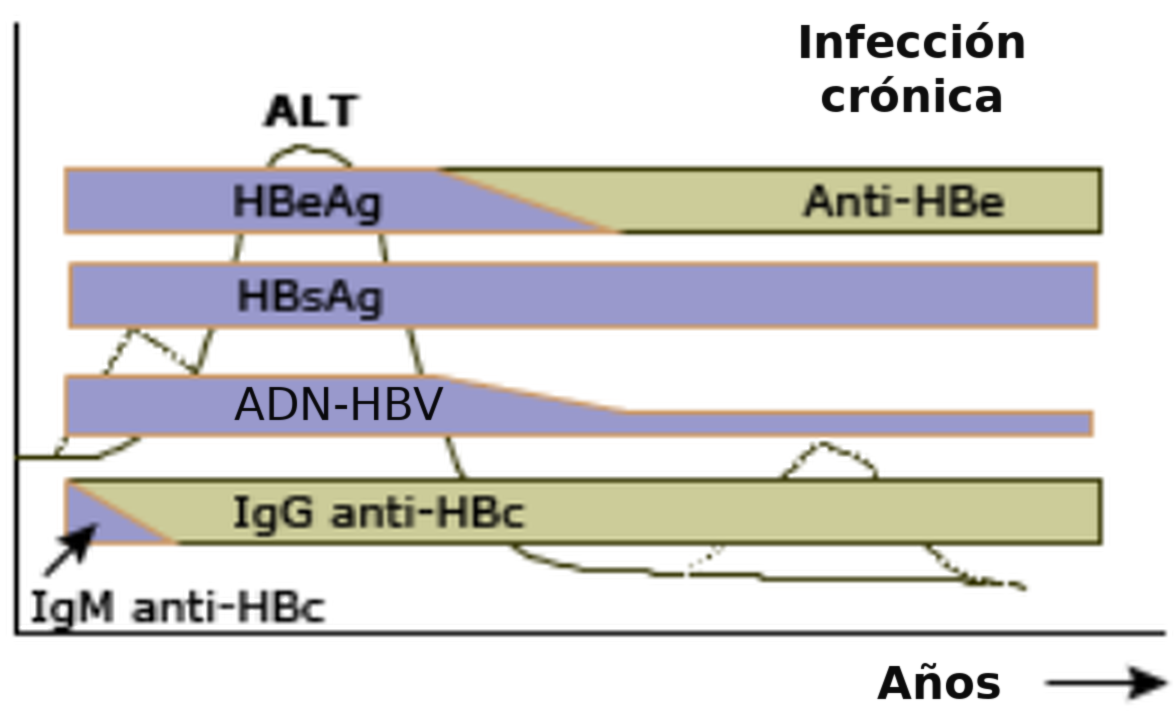 Infección
crónica
ALT
HBeAg
Anti-HBe
HBsAg
ADN-HBV
IgG anti-HBc
IgM anti-HBc
Años